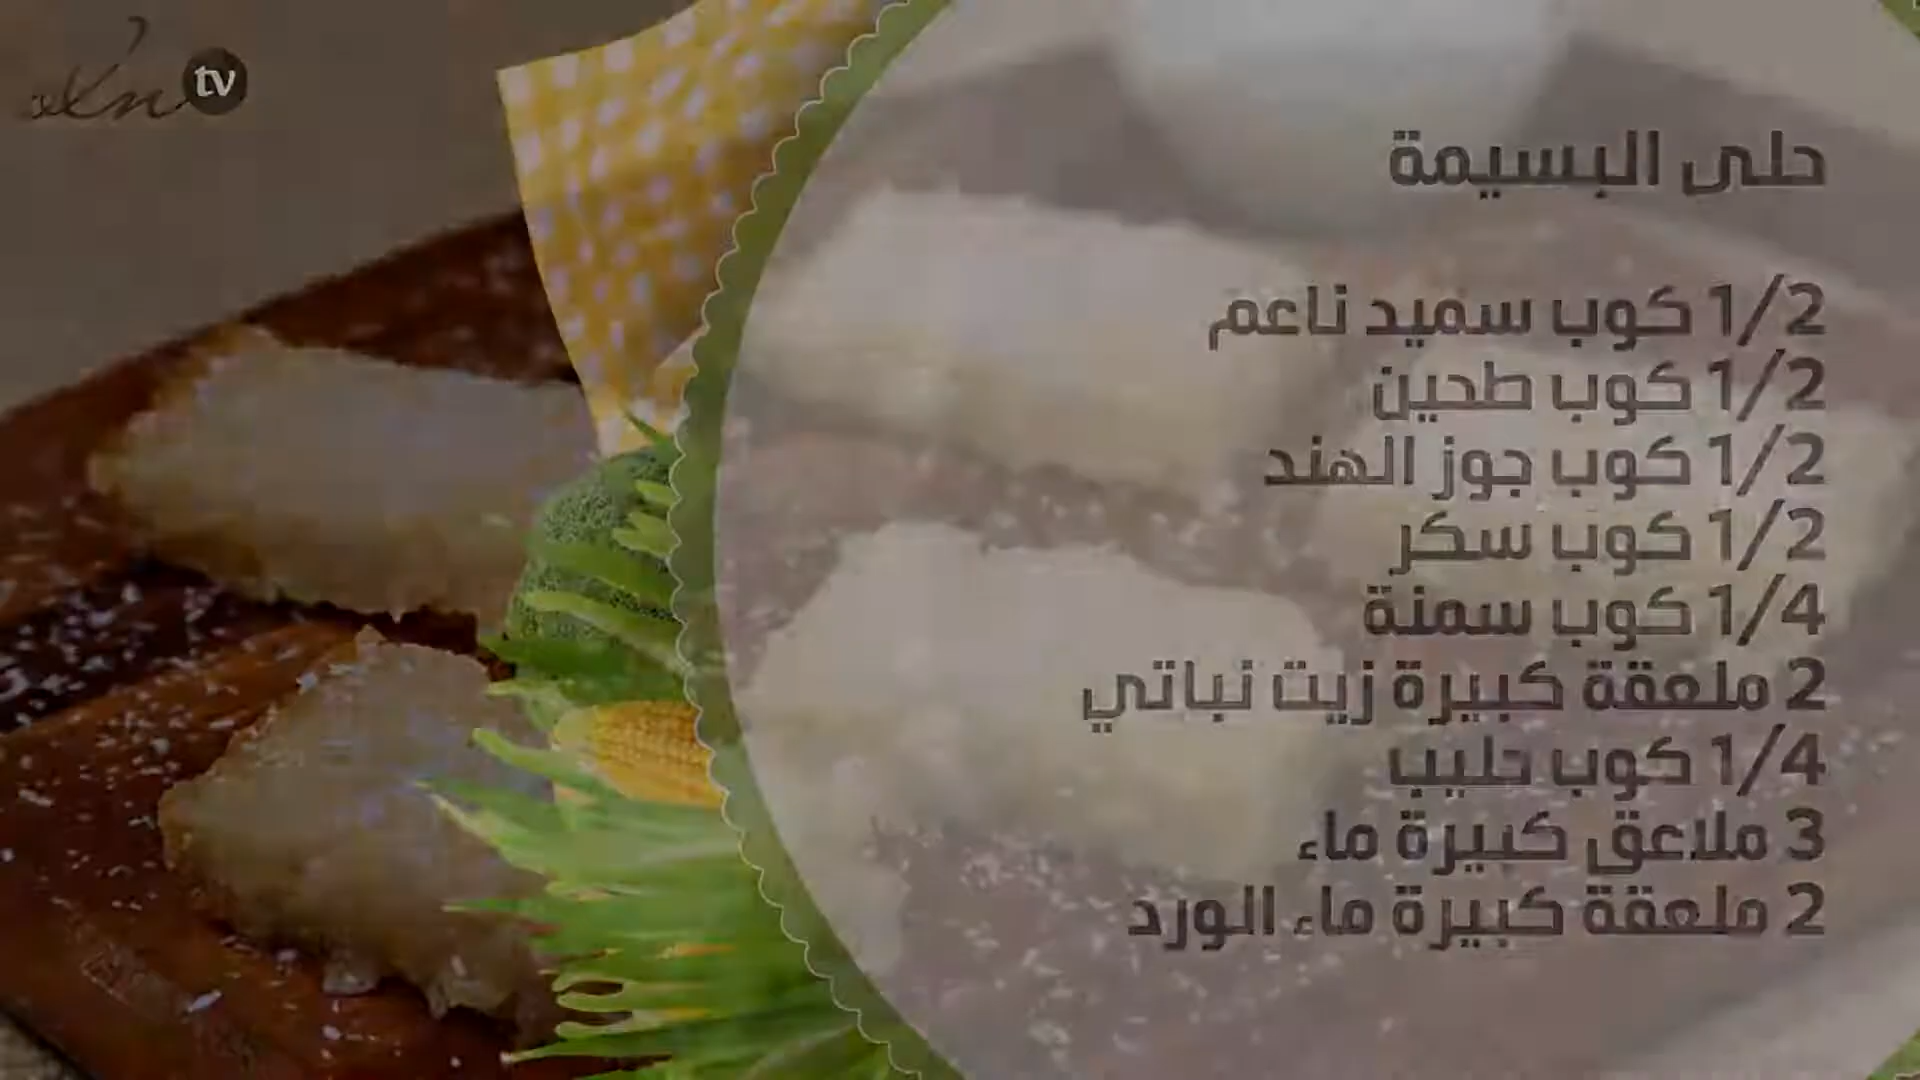 tv
حلى البسيمة
1/2 كوب سميد ناعم
1/2 كوب طحين
1/2 كوب جوز الهند
1/2 كوب سكر
1/4 كوب سمنة
2 ملعقة كبيرة زيت نباتي
1/4 كوب حليب
3 ملاعق كبيرة ماء
2 ملعقة كبيرة ماء الورد